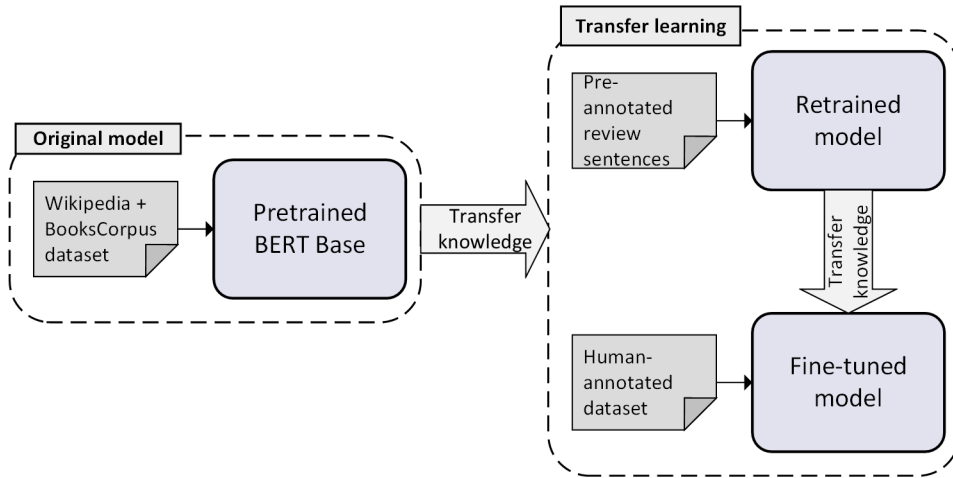 Original model
Wikipedia +
BooksCorpus
dataset
Pretrained
BERT Base
Transfer
knowledge
Transfer learning
Pre-
annotated
review
sentences
Retrained
model
Transfer
knowledge
Human-
annotated
dataset
Fine-tuned
model